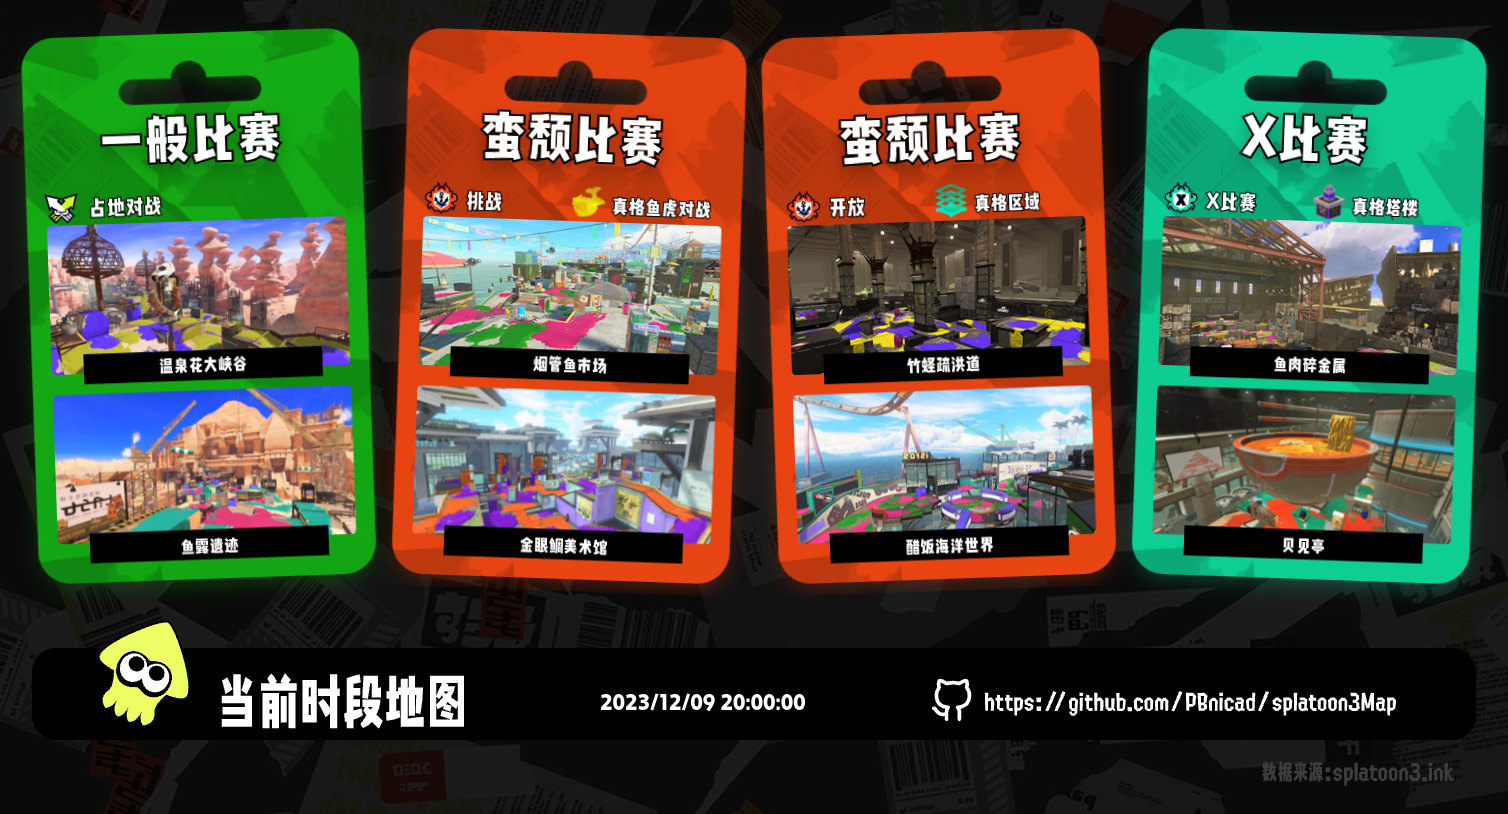 一般比赛
占地对战
温泉花大峡谷
鱼露遗迹
蛮颓比赛
挑战
真格鱼虎对战
烟管鱼市场
金眼鲷美术馆
蛮颓比赛
开放
真格区域
竹蛏疏洪道
醋饭海洋世界
X比赛
X比赛
真格塔楼
鱼肉碎金属
贝见亭
当前时段地图
2023/12/09 20:00:00
https://github.com/PBnicad/splatoon3Map
数据来源:splatoon3.ink